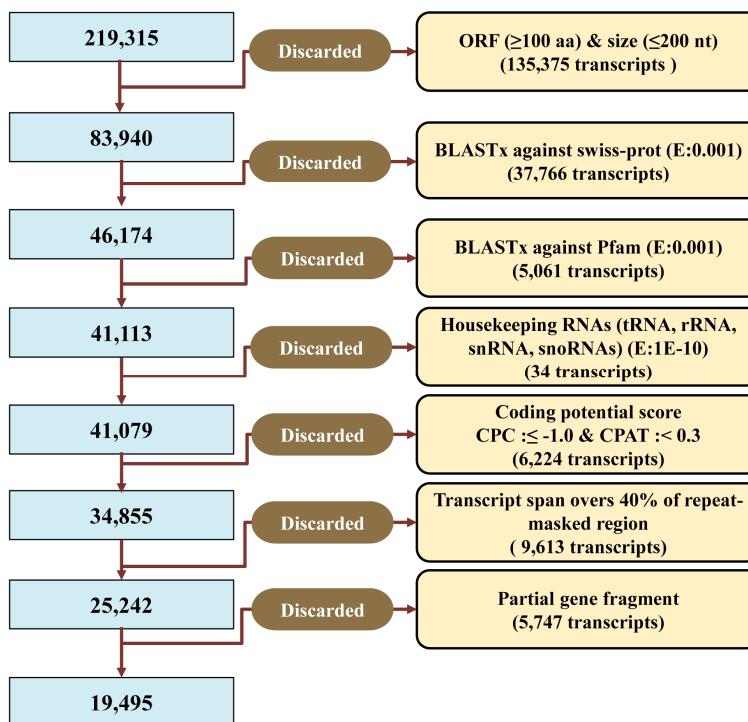 219,315
Discarded
ORF (≥100 aa) & size (≤200 nt)
(135,375 transcripts )
83,940
Discarded
BLASTx against swiss-prot (E:0.001)
(37,766 transcripts)
46,174
Discarded
BLASTx against Pfam (E:0.001)
(5,061 transcripts)
41,113
Discarded
Housekeeping RNAs (tRNA, rRNA,
snRNA, snoRNAs) (E:1E-10)
(34 transcripts)
41,079
Discarded
Coding potential score
CPC :≤ -1.0 & CPAT :< 0.3
(6,224 transcripts)
34,855
Discarded
Transcript span overs 40% of repeat-
masked region
( 9,613 transcripts)
25,242
Discarded
Partial gene fragment
(5,747 transcripts)
19,495